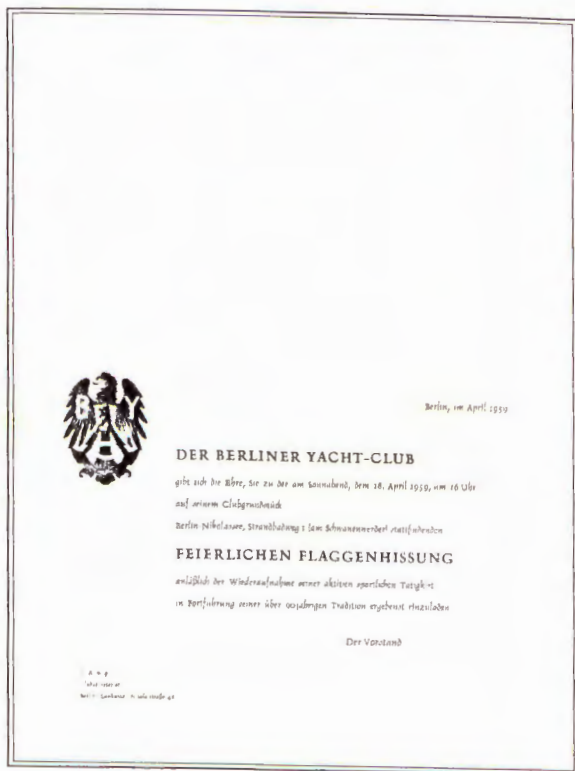 Berlin, im April 1959
B Y
DER BERLINER YACHT-CLUB
gibt sich die Ehre, Sie zu der am Sonnabend, dem 18. April 1959, um 16 Uhr
auf seinem Clubgrundstück
Berlin-Nikolassee, Strandbadweg 1 (am Schwanenwerder) stattfindenden
FEIERLICHEN FLAGGENHISSUNG
anläßlich der Wiederaufnahme seiner aktiven sportlichen Tätigkeit
in Fortführung seiner über 90jährigen Tradition ergebenst einzuladen
Der Vorstand